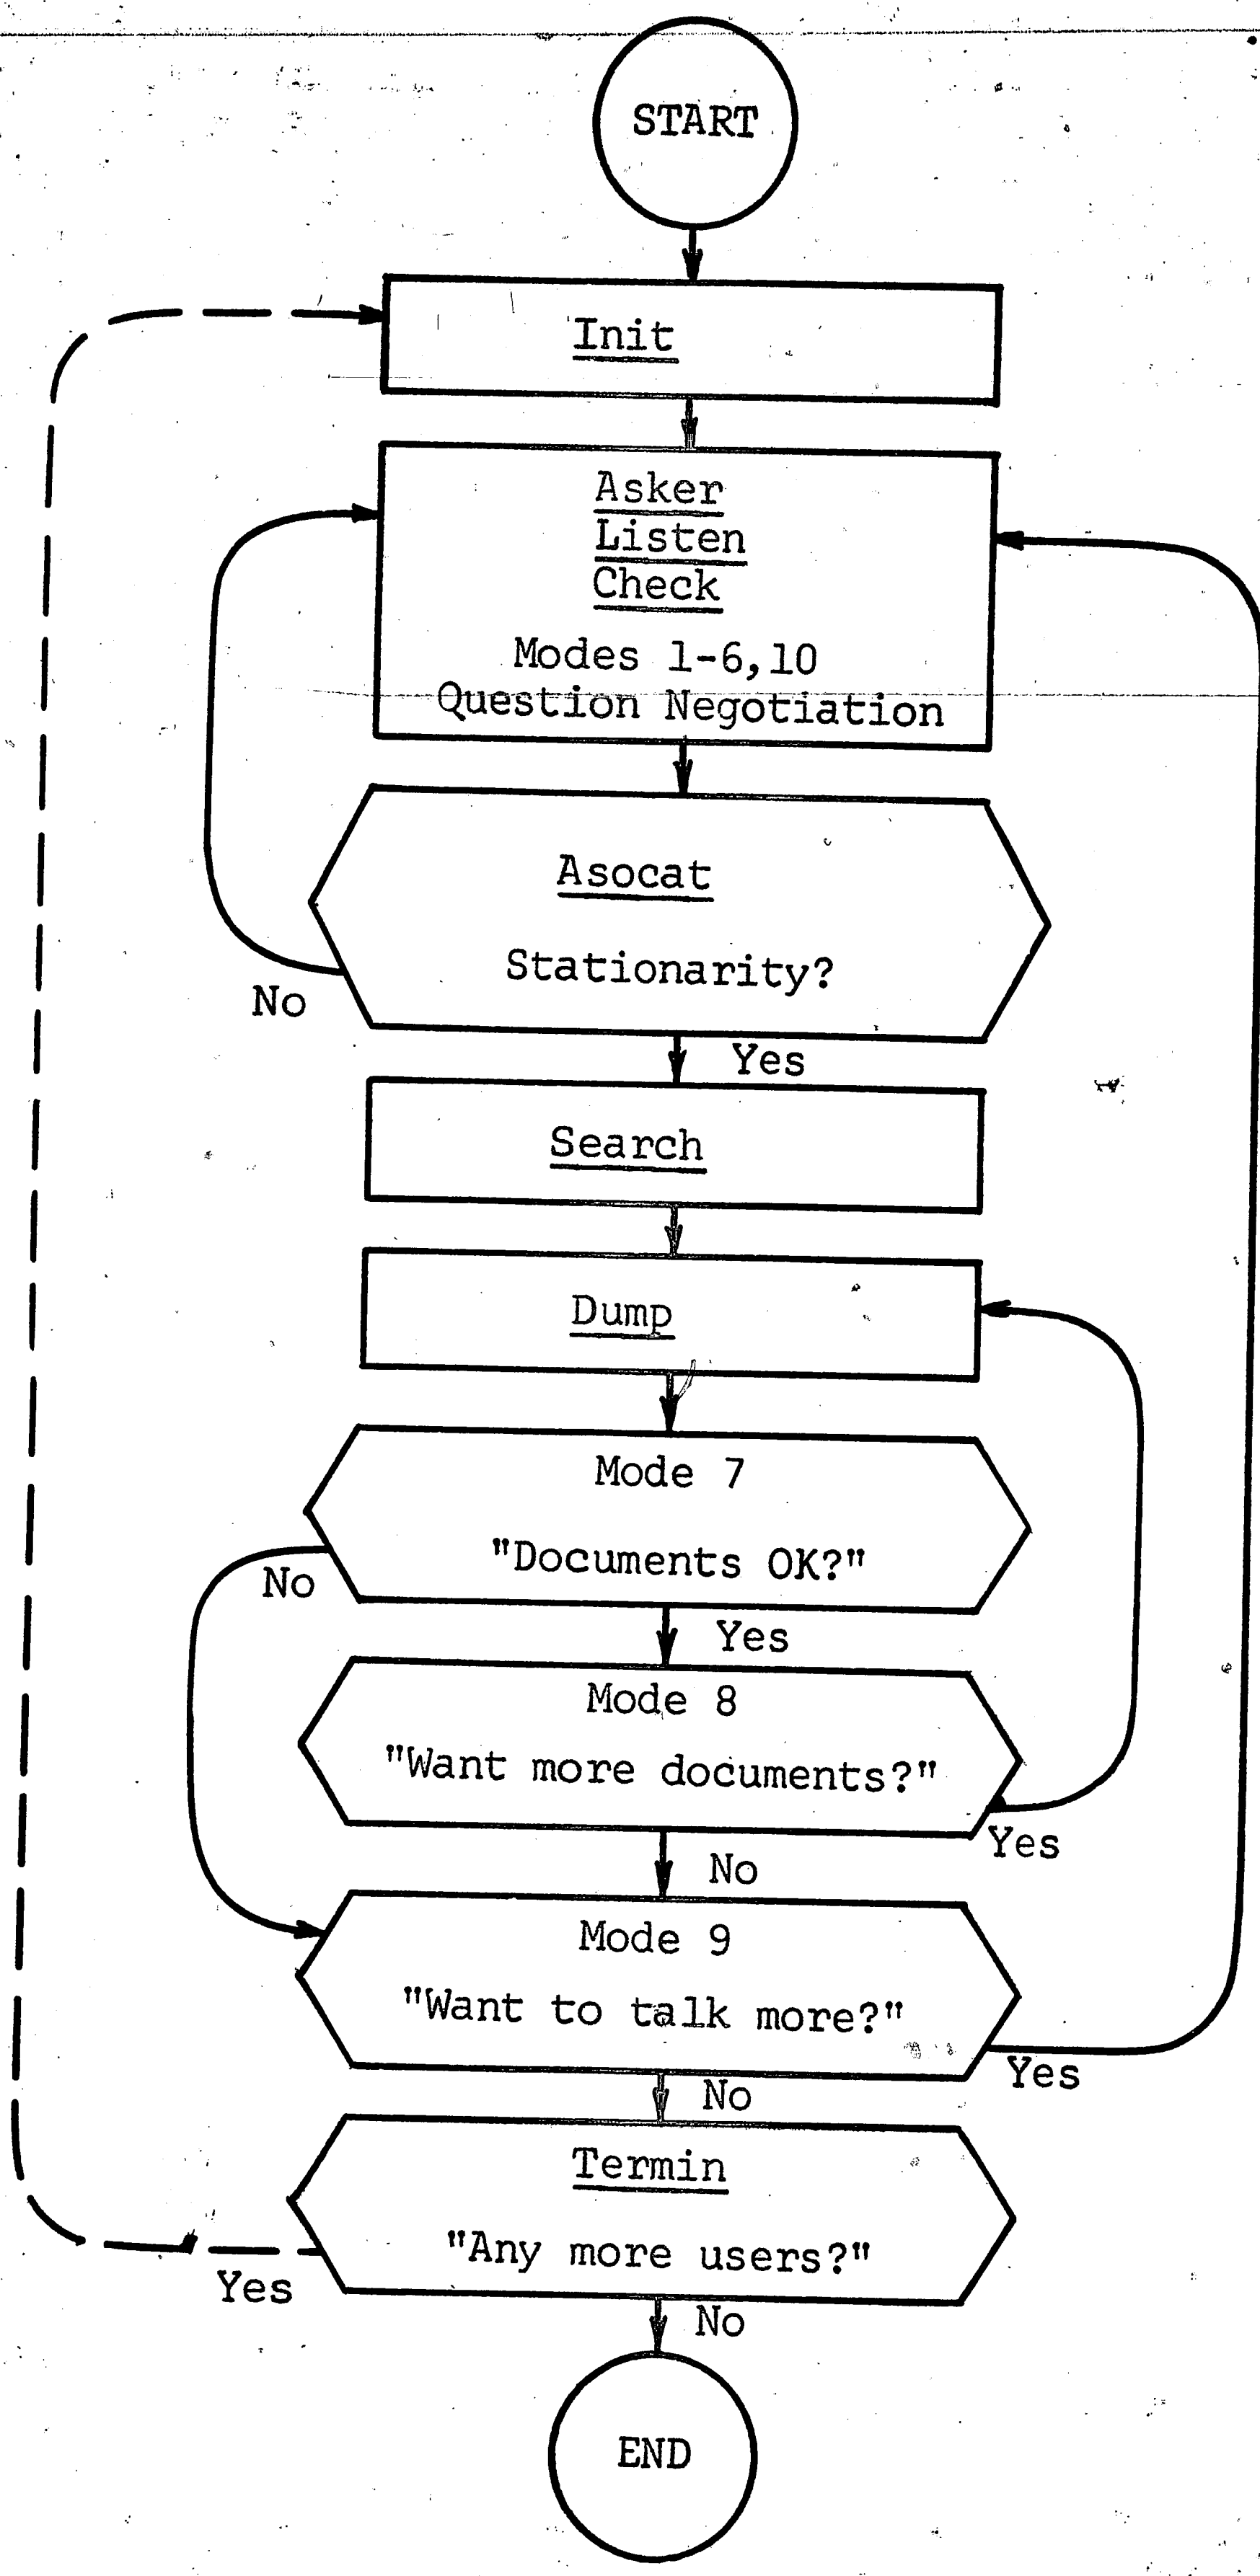 START
Init
Asker
Listen
Check
Modes 1-6,10
Question Negotiation
Asocat
Stationarity?
No
Yes
Search
Dump
Mode 7
"Documents OK?"
No
Yes
Mode 8
"Want more documents?"
Yes
No
Mode 9
"Want to talk more?"
Yes
No
Termin
"Any more users?"
Yes
No
END